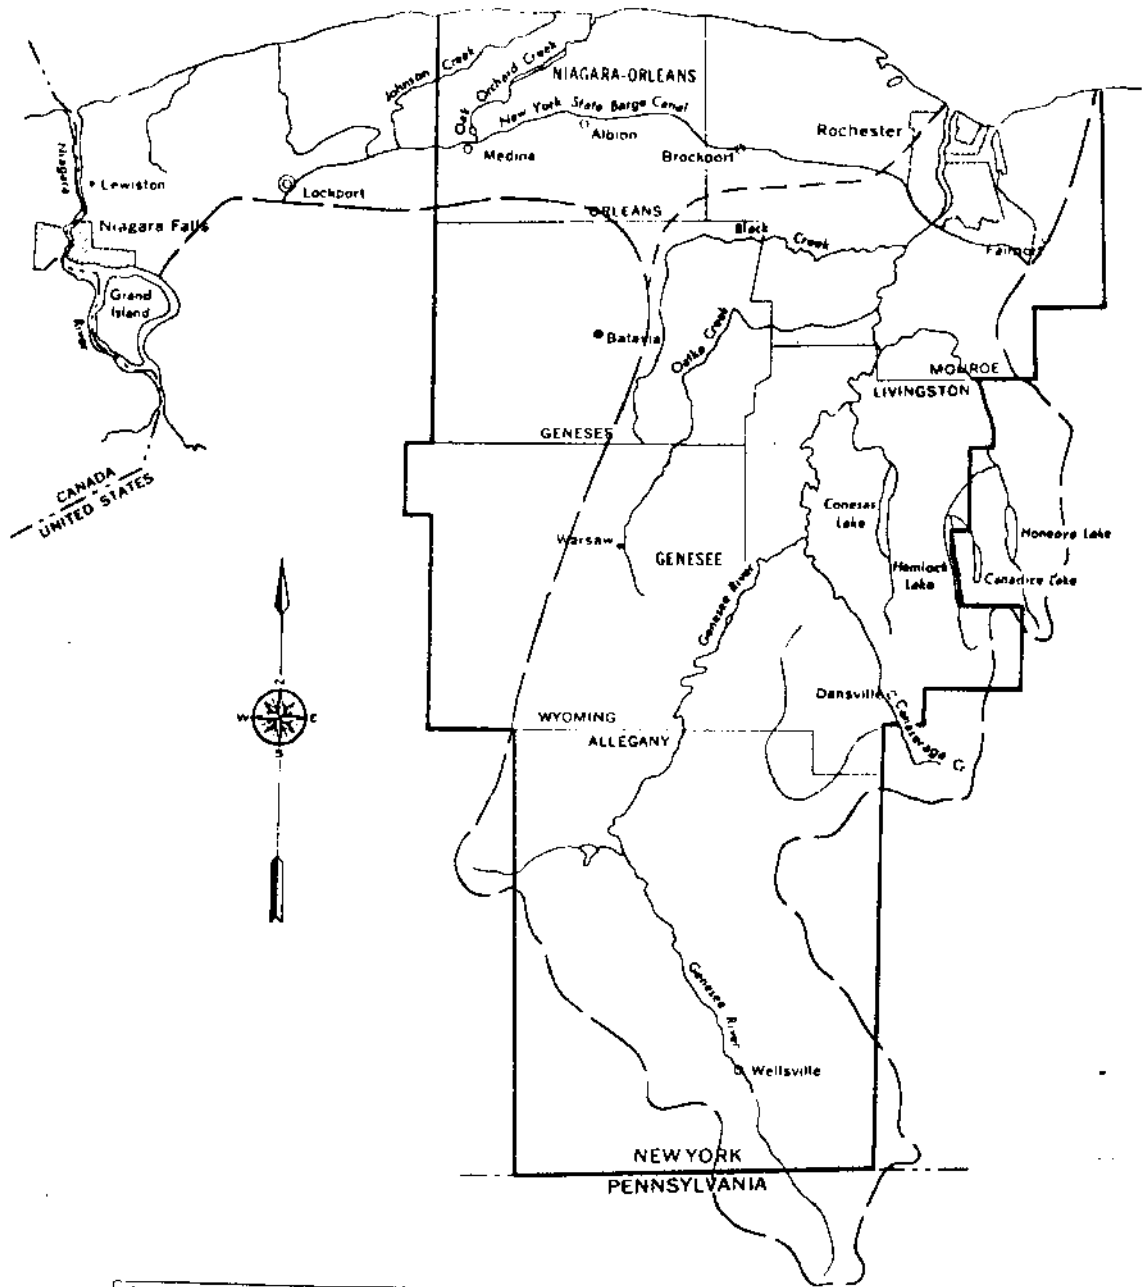 Johnson Creek
Oak Orchard Creek
NIAGARA-ORLEANS
New York State Barge Canal
Albion
Medina
Brockport
Rochester
Niagara
Lewiston
Lockport
Niagara Falls
ORLEANS
Black Creek
Fairport
Grand
Island
River
Batavia
Oatka Creek
MONROE
LIVINGSTON
GENESEE
CANADA
UNITED STATES
Conesus
Lake
Honeoye Lake
Warsaw
GENESEE
Hemlock
Lake
Canadice Lake
Genesee River
N
W
E
S
Dansville
Canaseraga Cr
WYOMING
ALLEGANY
Genesee River
Wellsville
NEW YORK
PENNSYLVANIA